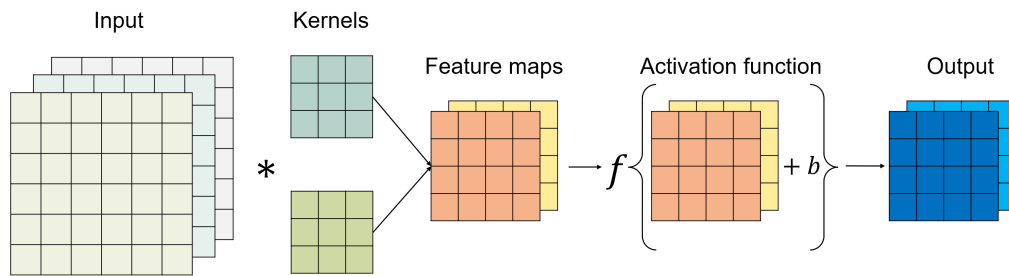 Input
Kernels
Feature maps
Activation function
Output
*
f
+ b